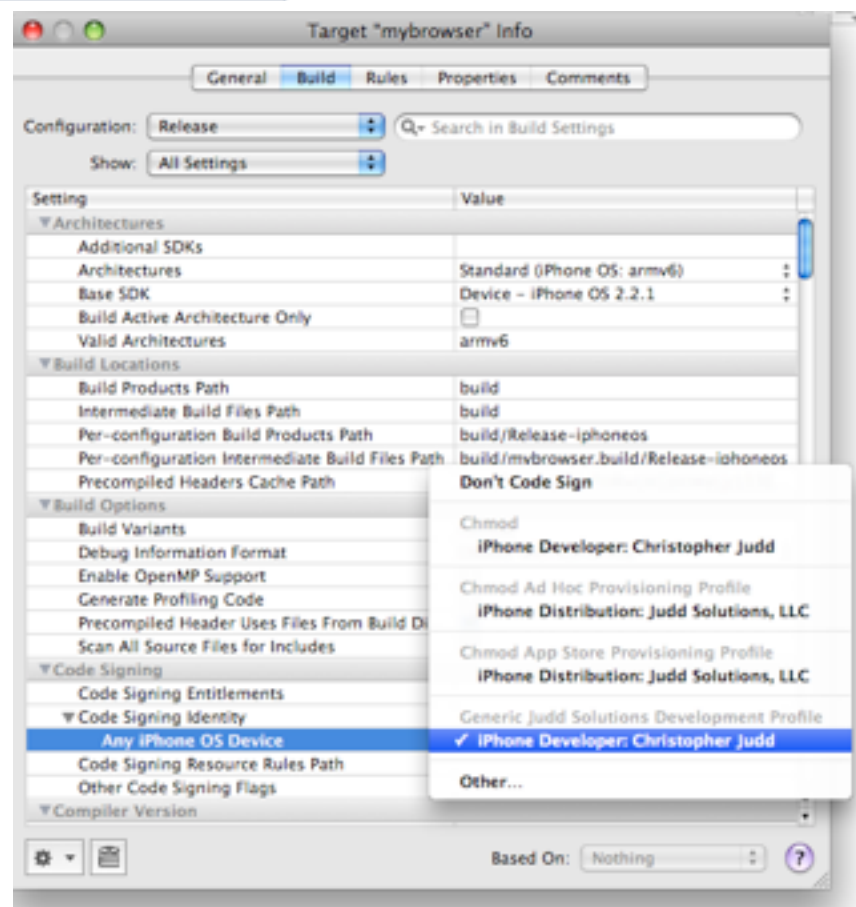 Target "mybrowser" Info
General Build Rules Properties Comments
Configuration: Release Search in Build Settings
Show: All Settings
Setting Value
Architectures
Additional SDKs
Architectures Standard (iPhone OS: armv6)
Base SDK Device – iPhone OS 2.2.1
Build Active Architecture Only
Valid Architectures armv6
Build Locations
Build Products Path build
Intermediate Build Files Path build
Per-configuration Build Products Path build/Release-iphoneos
Per-configuration Intermediate Build Files Path build/mybrowser.build/Release-iphoneos
Precompiled Headers Cache Path
Don't Code Sign
Build Options
Build Variants
Chmod
Debug Information Format
iPhone Developer: Christopher Judd
Enable OpenMP Support
Generate Profiling Code
Chmod Ad Hoc Provisioning Profile
Precompiled Header Uses Files From Build Di
iPhone Distribution: Judd Solutions, LLC
Scan All Source Files for Includes
Chmod App Store Provisioning Profile
Code Signing
iPhone Distribution: Judd Solutions, LLC
Code Signing Entitlements
Code Signing Identity
Generic Judd Solutions Development Profile
Any iPhone OS Device
✓ iPhone Developer: Christopher Judd
Code Signing Resource Rules Path
Other Code Signing Flags
Other...
Compiler Version
Based On: Nothing ?